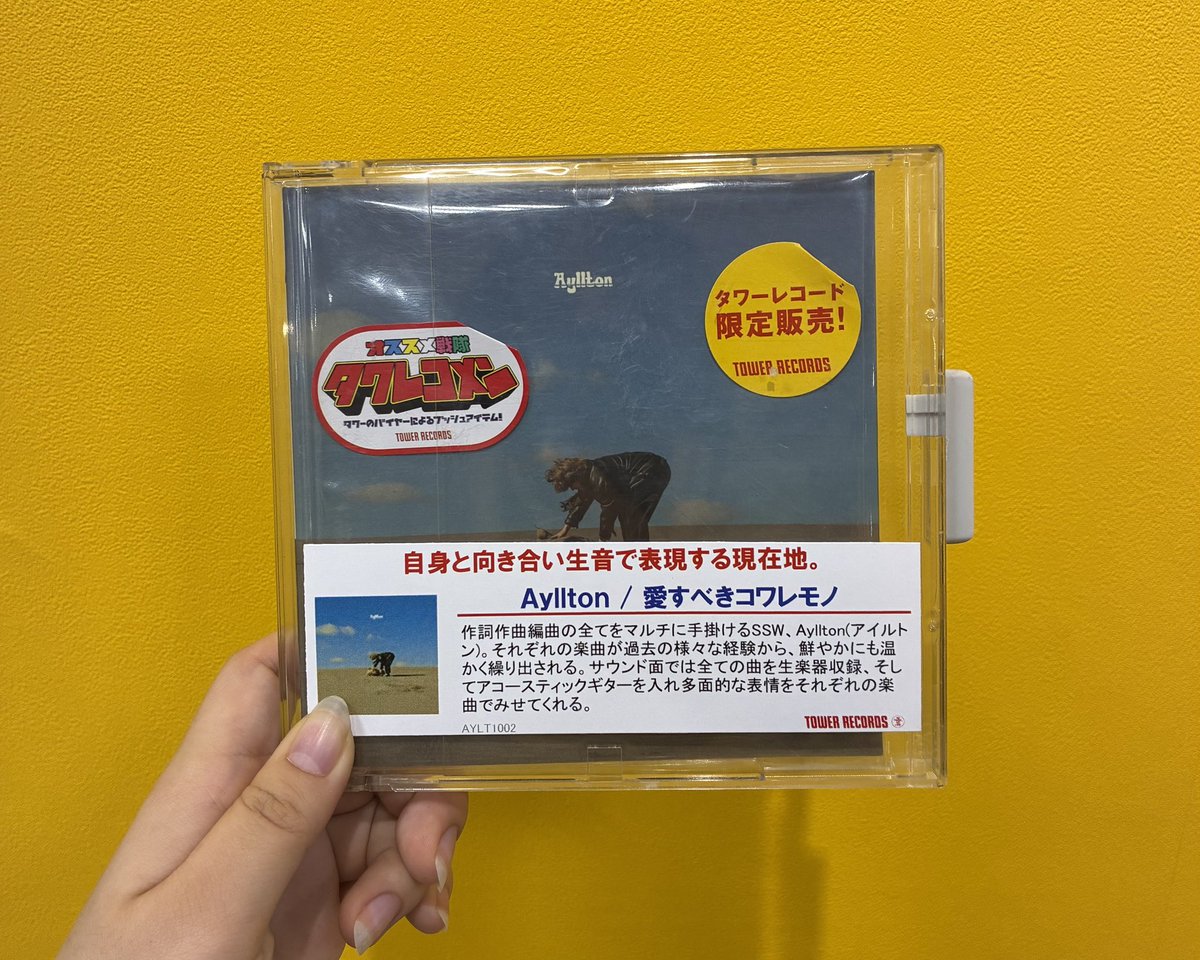 Ayllton
タワーレコード
限定販売!
TOWER RECORDS
オススメ戦隊
タワレコメン
タワーのバイヤーによるプッシュアイテム!
TOWER RECORDS
自身と向き合い生音で表現する現在地。
Ayllton / 愛すべきコワレモノ
作詞作曲編曲の全てをマルチに手掛けるSSW、Ayllton(アイルト
ン)。それぞれの楽曲が過去の様々な経験から、鮮やかにも温
かく繰り出される。サウンド面では全ての曲を生楽器収録、そし
てアコースティックギターを入れ多面的な表情をそれぞれの楽
曲でみせてくれる。
Ayllton
AYLT1002
TOWER RECORDS